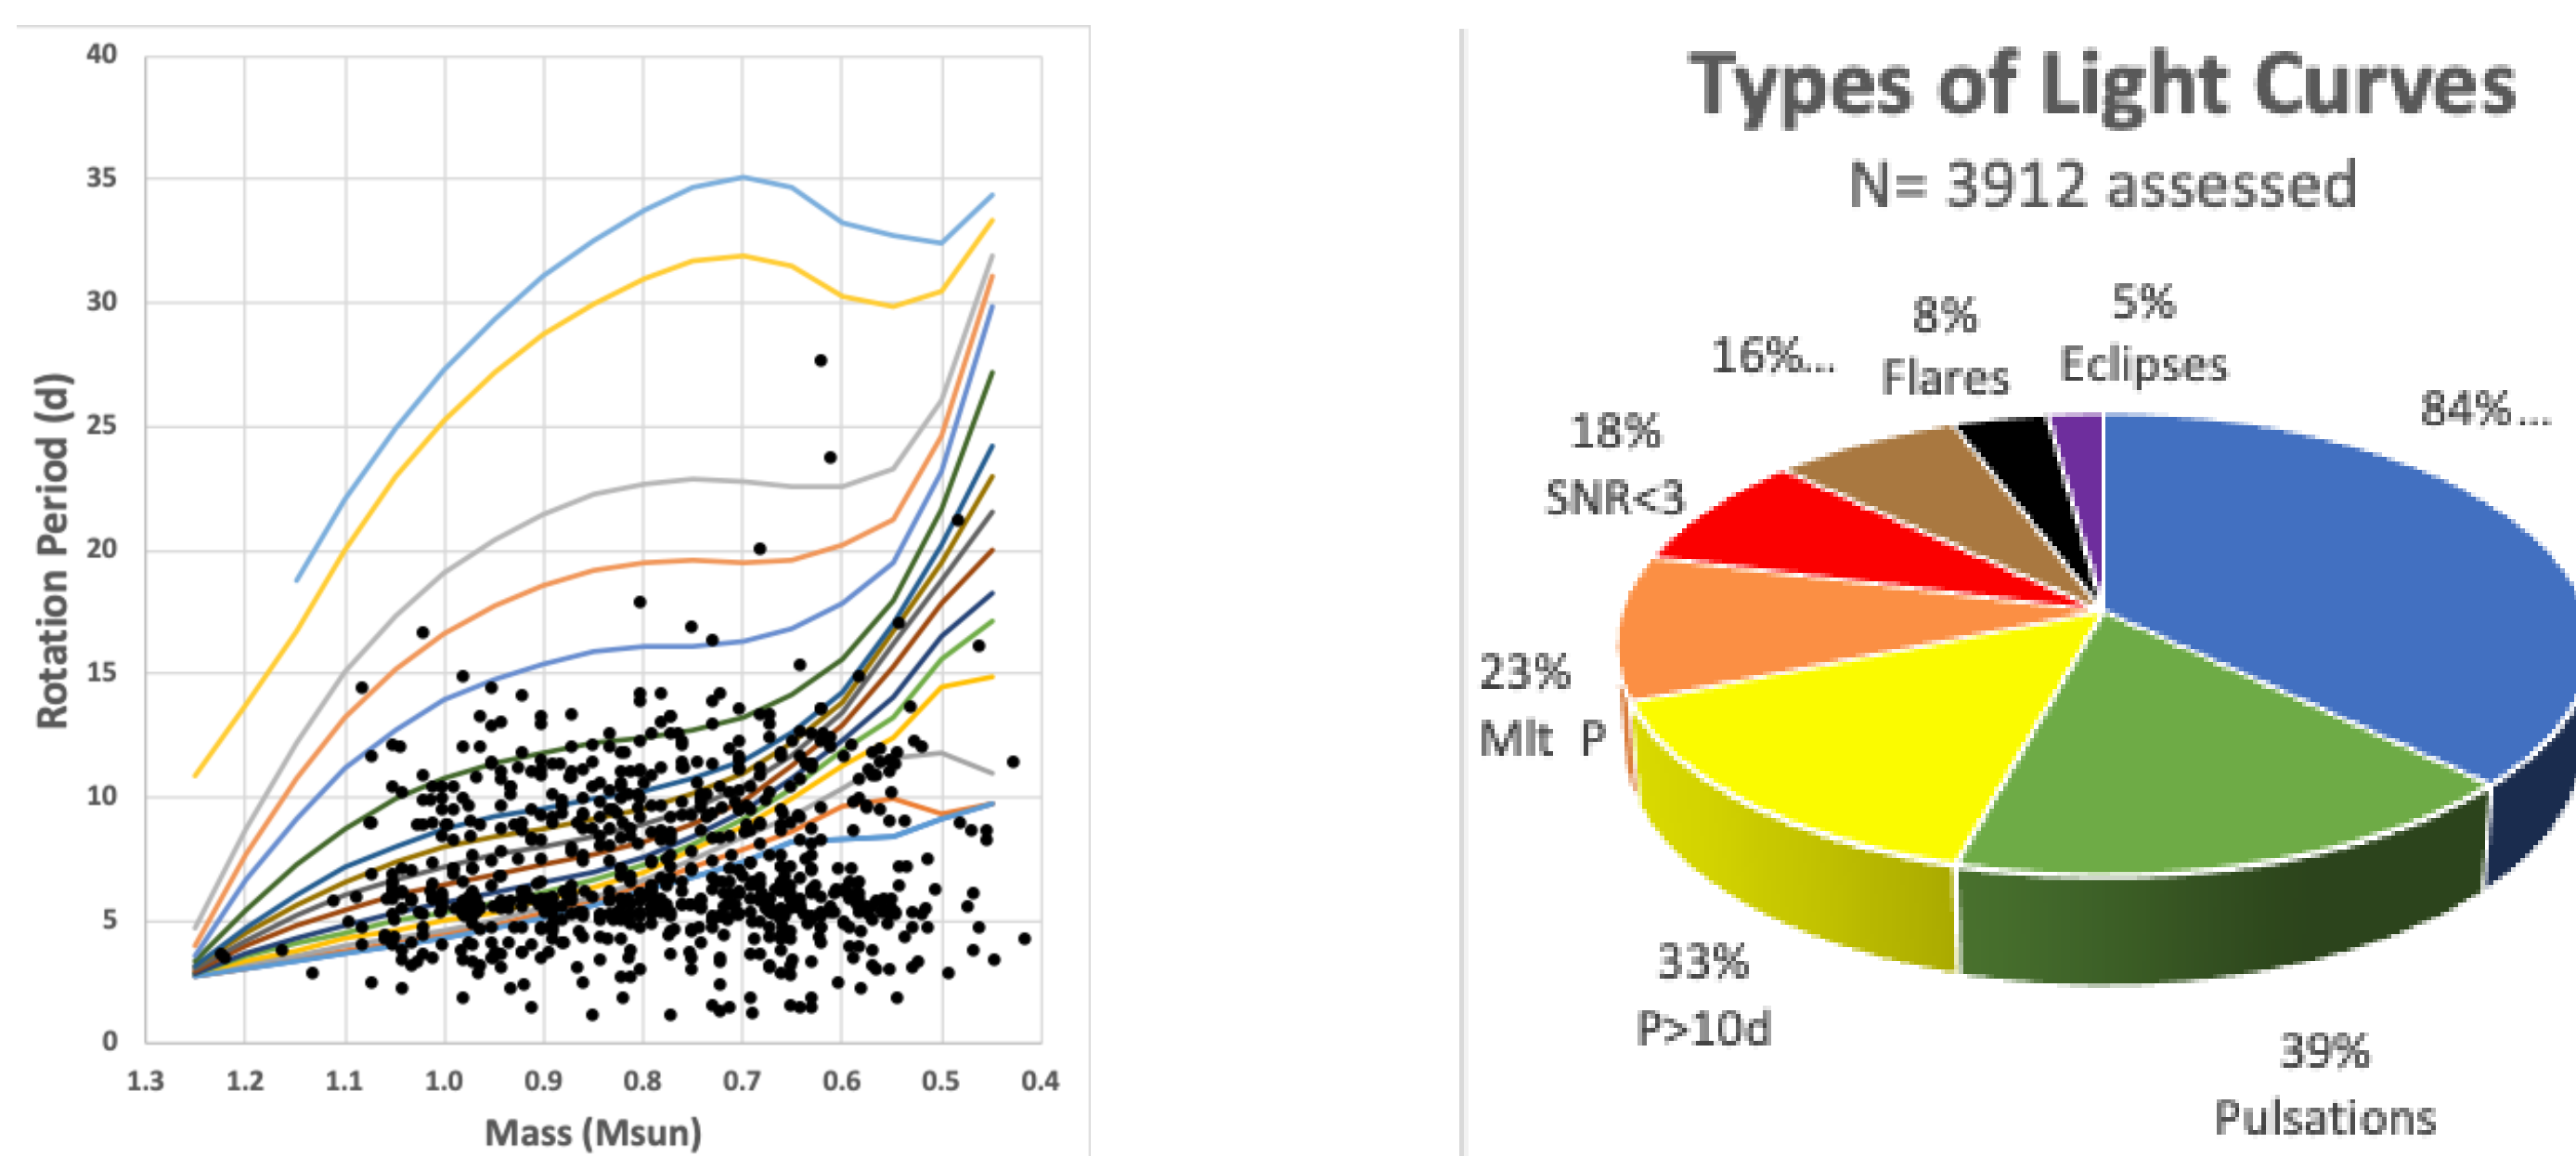 40
35
30
25
20
15
10
5
0
Rotation Period (d)
1.3 1.2 1.1 1.0 0.9 0.8 0.7 0.6 0.5 0.4
Mass (Msun)
Types of Light Curves
N= 3912 assessed
84%...
39%
Pulsations
33%
P>10d
23%
Mlt P
18%
SNR<3
16%...
8%
Flares
5%
Eclipses